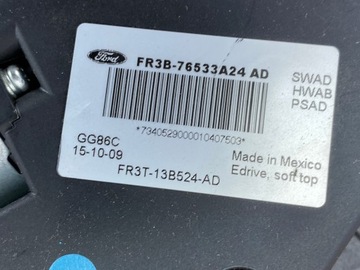 Ford
FR3B-76533A24 AD
SWAD
HWAB
PSAD
*7340529000010407503*
GG86C
15-10-09
Made in Mexico
Edrive, soft top
FR3T-13B524-AD